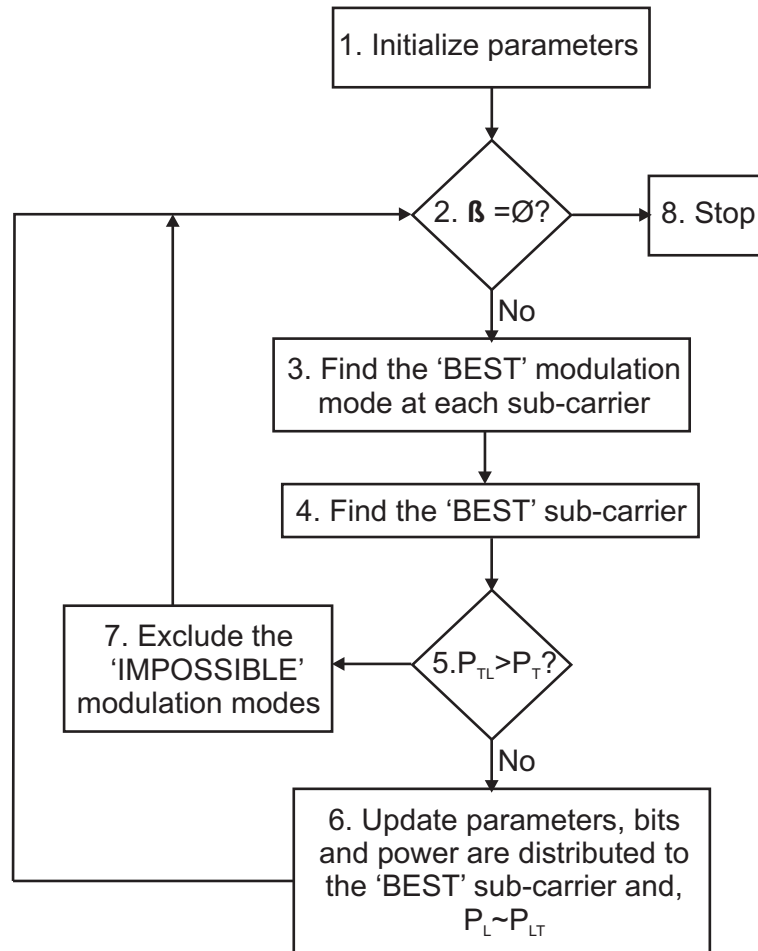 1. Initialize parameters
2. ß =Ø?
8. Stop
No
3. Find the ‘BEST’ modulation
mode at each sub-carrier
4. Find the ‘BEST’ sub-carrier
7. Exclude the
‘IMPOSSIBLE’
modulation modes
5.P_TL>P_T?
No
6. Update parameters, bits
and power are distributed to
the ‘BEST’ sub-carrier and,
P_L~P_LT